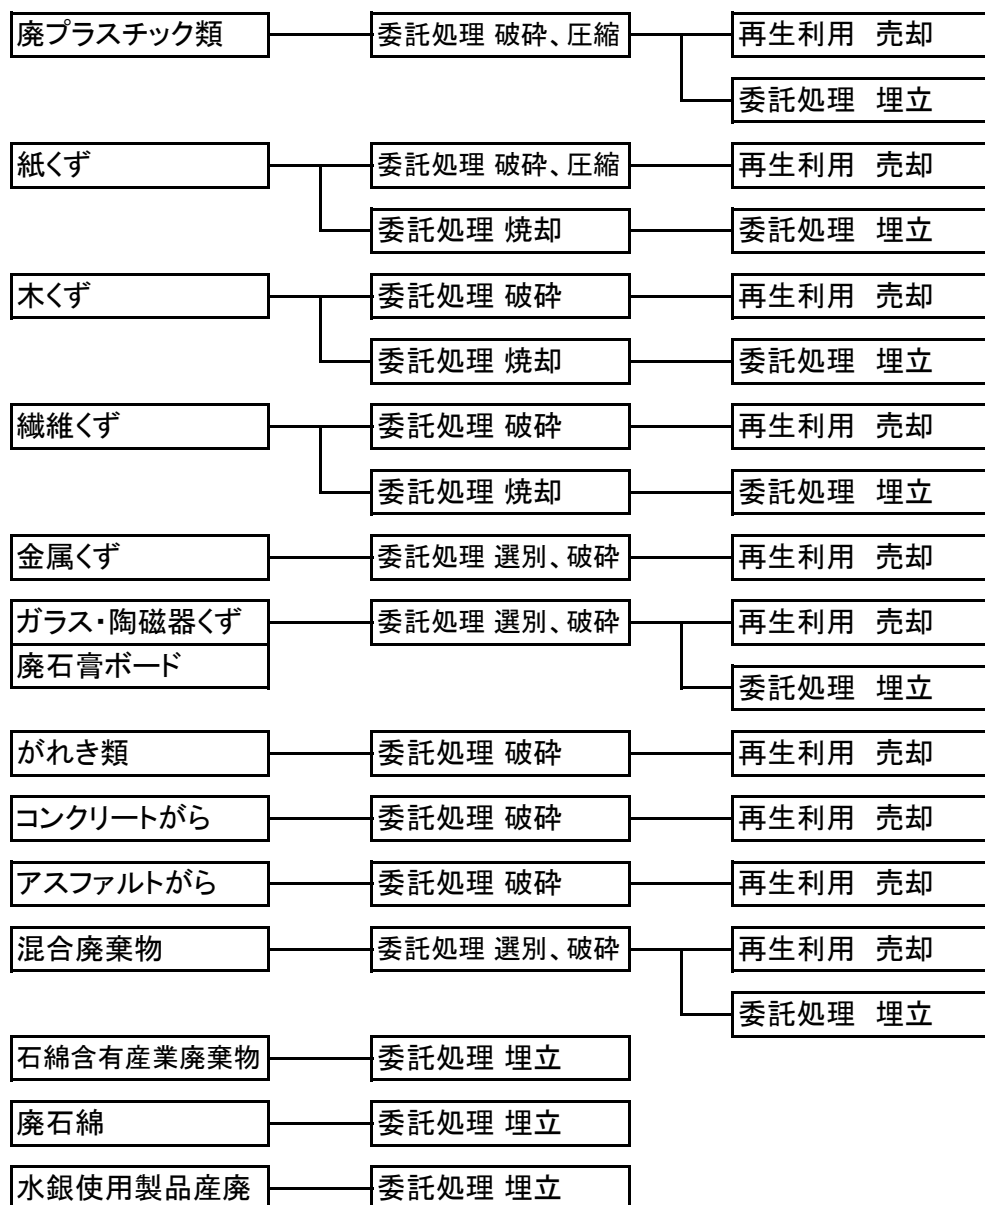 廃プラスチック類 委託処理 破砕、圧縮 再生利用 売却
委託処理 埋立
紙くず 委託処理 破砕、圧縮 再生利用 売却
委託処理 焼却 委託処理 埋立
木くず 委託処理 破砕 再生利用 売却
委託処理 焼却 委託処理 埋立
繊維くず 委託処理 破砕 再生利用 売却
委託処理 焼却 委託処理 埋立
金属くず 委託処理 選別、破砕 再生利用 売却
ガラス・陶磁器くず 委託処理 選別、破砕 再生利用 売却
廃石膏ボード
委託処理 埋立
がれき類 委託処理 破砕 再生利用 売却
コンクリートがら 委託処理 破砕 再生利用 売却
アスファルトがら 委託処理 破砕 再生利用 売却
混合廃棄物 委託処理 選別、破砕 再生利用 売却
委託処理 埋立
石綿含有産業廃棄物 委託処理 埋立
廃石綿 委託処理 埋立
水銀使用製品産廃 委託処理 埋立